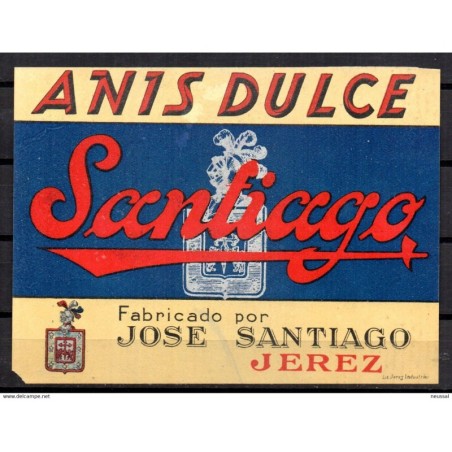 ANIS DULCE
Santiago
Fabricado por
JOSE SANTIAGO
JEREZ